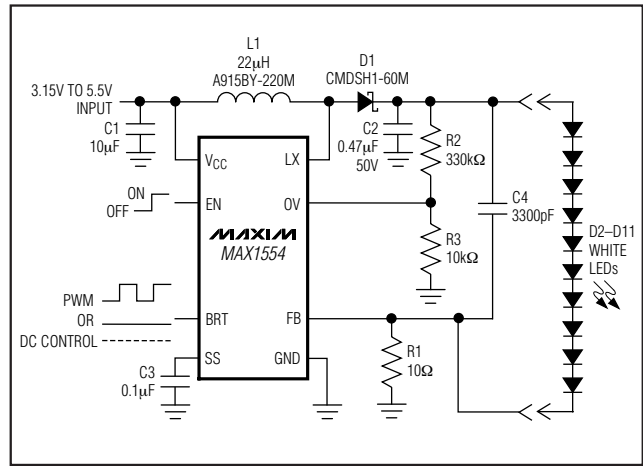 L1
22µH
A915BY-220M
D1
CMDSH1-60M
3.15V TO 5.5V
INPUT
C1
10µF
C2
0.47µF
50V
R2
330kΩ
C4
3300pF
VCC
LX
ON
OFF
EN
OV
MAXIM
MAX1554
R3
10kΩ
D2–D11
WHITE
LEDs
PWM
OR
DC CONTROL
BRT
FB
SS
GND
C3
0.1µF
R1
10Ω